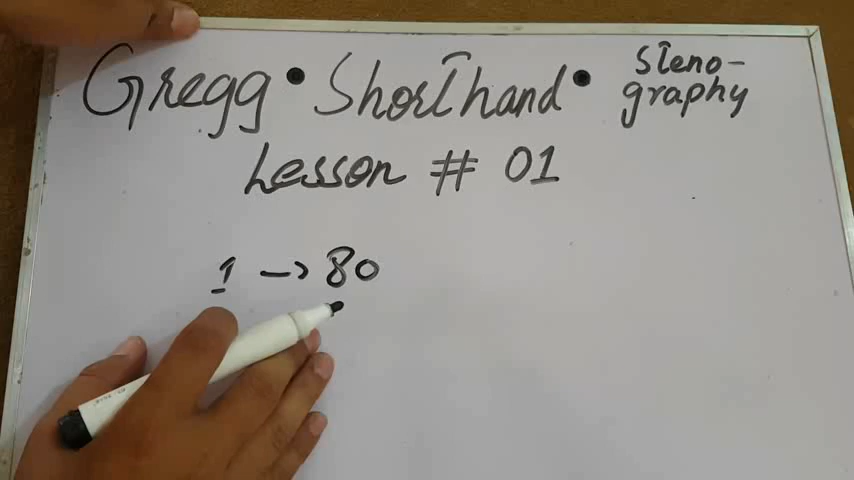 Gregg • Shorthand • Steno-
graphy
Lesson # 01
1 → 80